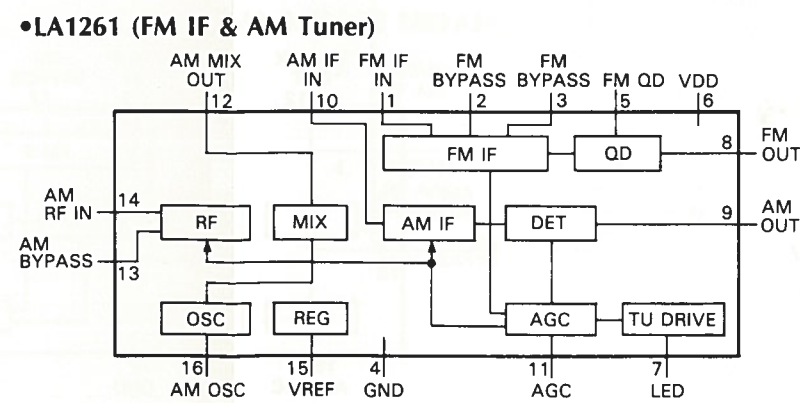 •LA1261 (FM IF & AM Tuner)
AM MIX OUT
AM IF IN
FM IF IN
FM BYPASS
FM BYPASS
FM QD
VDD
12
10
1
2
3
5
6
FM IF
QD
8
FM OUT
AM RF IN
14
RF
MIX
AM IF
DET
9
AM OUT
AM BYPASS
13
OSC
REG
AGC
TU DRIVE
16
15
4
11
7
AM OSC
VREF
GND
AGC
LED